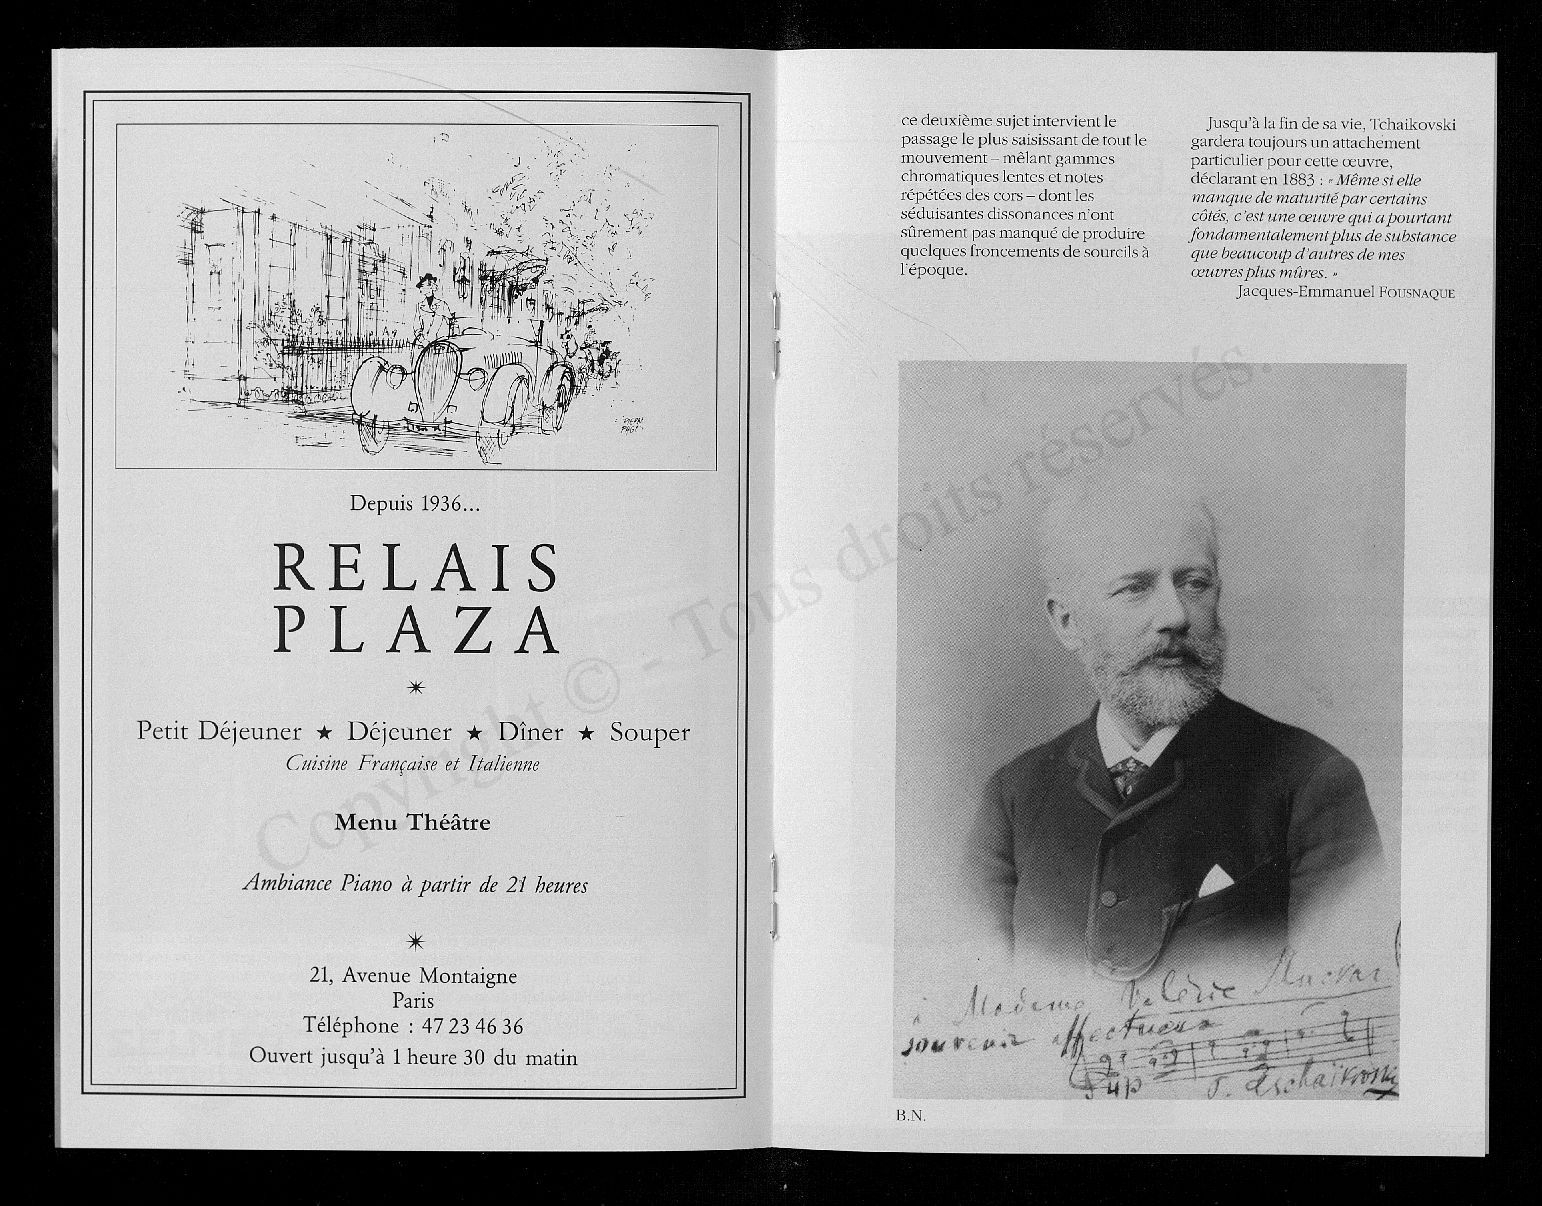 Depuis 1936...
RELAIS
PLAZA
Petit Déjeuner ★ Déjeuner ★ Dîner ★ Souper
Cuisine Française et Italienne
Menu Théâtre
Ambiance Piano à partir de 21 heures
21, Avenue Montaigne
Paris
Téléphone : 47 23 46 36
Ouvert jusqu'à 1 heure 30 du matin
ce deuxième sujet intervient le
passage le plus saisissant de tout le
mouvement – mêlant gammes
chromatiques lentes et notes
répétées des cors – dont les
séduisantes dissonances n'ont
sûrement pas manqué de produire
quelques froncements de sourcils à
l'époque.
Jusqu'à la fin de sa vie, Tchaikovski
gardera toujours un attachement
particulier pour cette œuvre,
déclarant en 1883 : « Même si elle
manque de maturité par certains
côtés, c'est une œuvre qui a pourtant
fondamentalement plus de substance
que beaucoup d'autres de mes
œuvres plus mûres. »
Jacques-Emmanuel FOUSNAQUE
à Madame Valérie
souvenir affectueux
P. Tschaïkovsky
B.N.
Copyright © - Tous droits réservés.